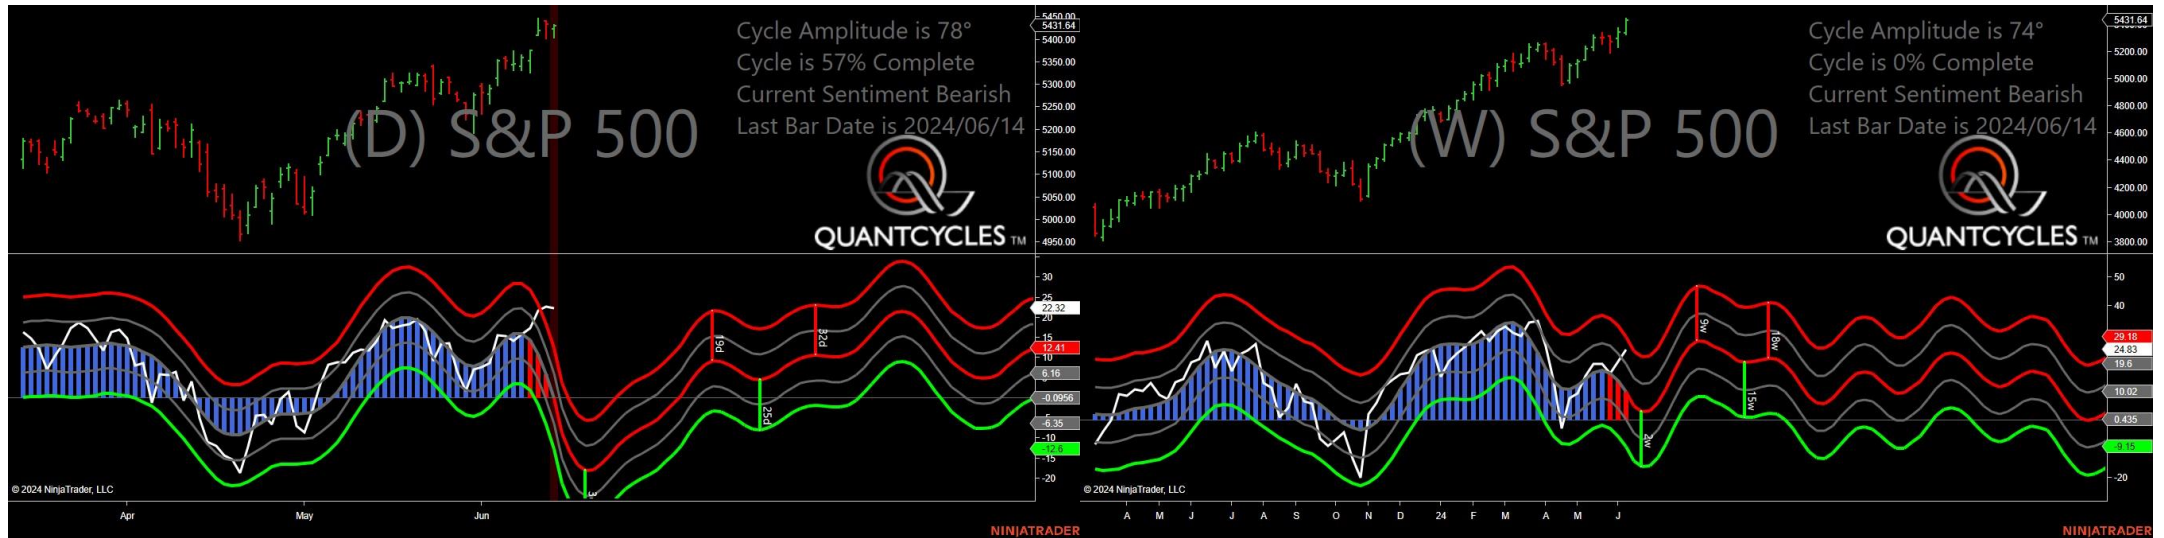 Cycle Amplitude is 78°
Cycle is 57% Complete
Current Sentiment Bearish
Last Bar Date is 2024/06/14
(D) S&P 500
QUANTCYCLES TM
5450.00
5431.64
5400.00
5350.00
5300.00
5250.00
5200.00
5150.00
5100.00
5050.00
5000.00
4950.00
30
25
22.32
20
15
12.41
10
6.16
-0.0956
-5
-6.35
-10
-12.6
-15
-20
19d
32d
25d
3
© 2024 NinjaTrader, LLC
Apr
May
Jun
NINJATRADER
Cycle Amplitude is 74°
Cycle is 0% Complete
Current Sentiment Bearish
Last Bar Date is 2024/06/14
(W) S&P 500
QUANTCYCLES TM
5431.64
5200.00
5000.00
4800.00
4600.00
4400.00
4200.00
4000.00
3800.00
50
40
29.18
24.83
19.6
10.02
0.435
-9.15
-20
9w
18w
15w
2w
© 2024 NinjaTrader, LLC
A M J J A S O N D 24 F M A M J
NINJATRADER